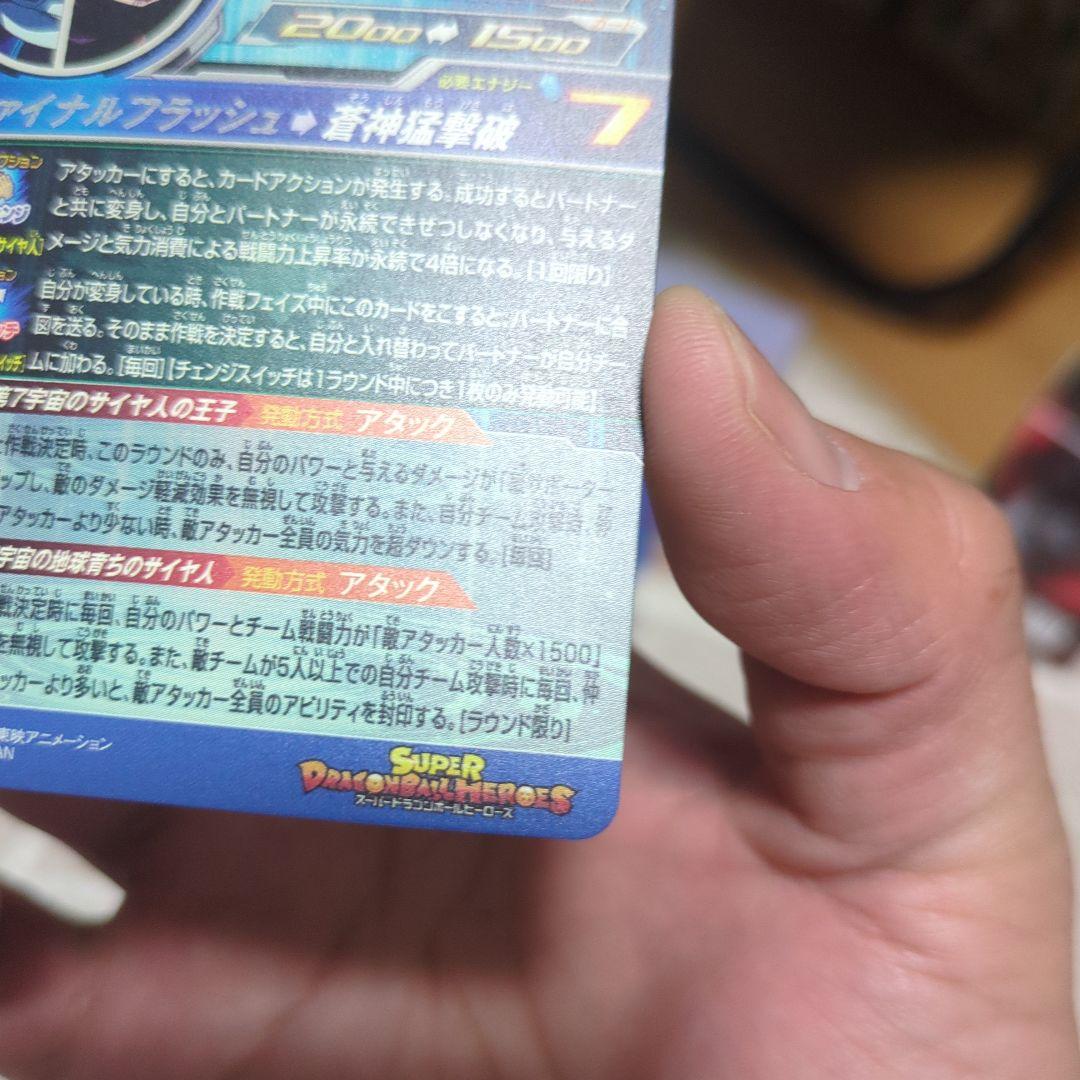 2000 1500
必要エナジー
ァイナルフラッシュ 蒼神猛撃破 7
アタッカーにすると、カードアクションが発生する。成功するとパートナー
と共に変身し、自分とパートナーが永続できぜつしなくなり、与えるダ
サイヤ人] メージと気力消費による戦闘力上昇率が永続で4倍になる。[1回限り]
自分が変身している時、作戦フェイズ中にこのカードをこすると、パートナーに合
図を送る。そのまま作戦を決定すると、自分と入れ替わってパートナーが自分チー
イッチ] ムに加わる。[毎回]【チェンジスイッチは1ラウンド中につき1枚のみ発動可能】
第7宇宙のサイヤ人の王子 発動方式 アタック
作戦決定時、このラウンドのみ、自分のパワーと与えるダメージが
ップし、敵のダメージ軽減効果を無視して攻撃する。また、自分チーム
アタッカーより少ない時、敵アタッカー全員の気力を超ダウンする。[毎回]
宇宙の地球育ちのサイヤ人 発動方式 アタック
戦決定時に毎回、自分のパワーとチーム戦闘力が「敵アタッカー人数×1500」
を無視して攻撃する。また、敵チームが5人以上での自分チーム攻撃時に毎回、仲
ッカーより多いと、敵アタッカー全員のアビリティを封印する。[ラウンド限り]
東映アニメーション
AN
SUPER
DRAGONBALL HEROES
スーパードラゴンボールヒーローズ